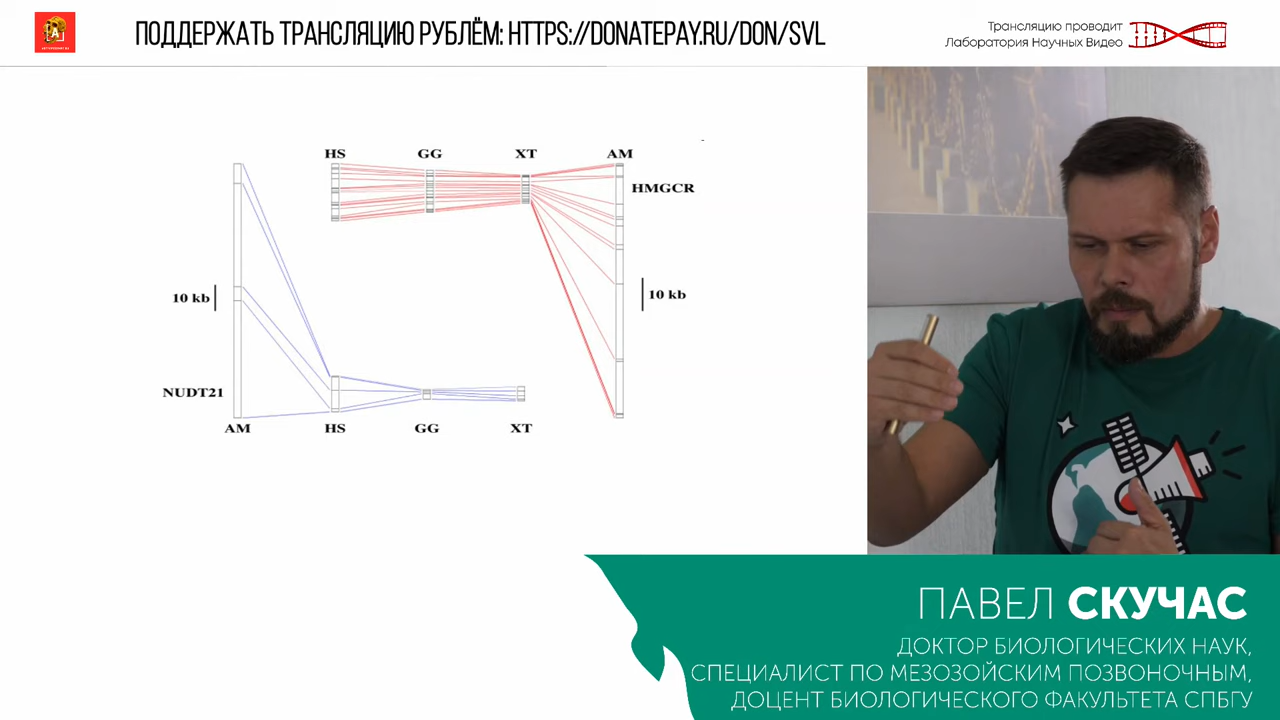 ПОДДЕРЖАТЬ ТРАНСЛЯЦИЮ РУБЛЁМ: HTTPS://DONATEPAY.RU/DON/SVL
Трансляцию проводит
Лаборатория Научных Видео
HS GG XT AM
HMGCR
10 kb
10 kb
NUDT21
AM HS GG XT
ПАВЕЛ СКУЧАС
ДОКТОР БИОЛОГИЧЕСКИХ НАУК,
СПЕЦИАЛИСТ ПО МЕЗОЗОЙСКИМ ПОЗВОНОЧНЫМ,
ДОЦЕНТ БИОЛОГИЧЕСКОГО ФАКУЛЬТЕТА СПБГУ